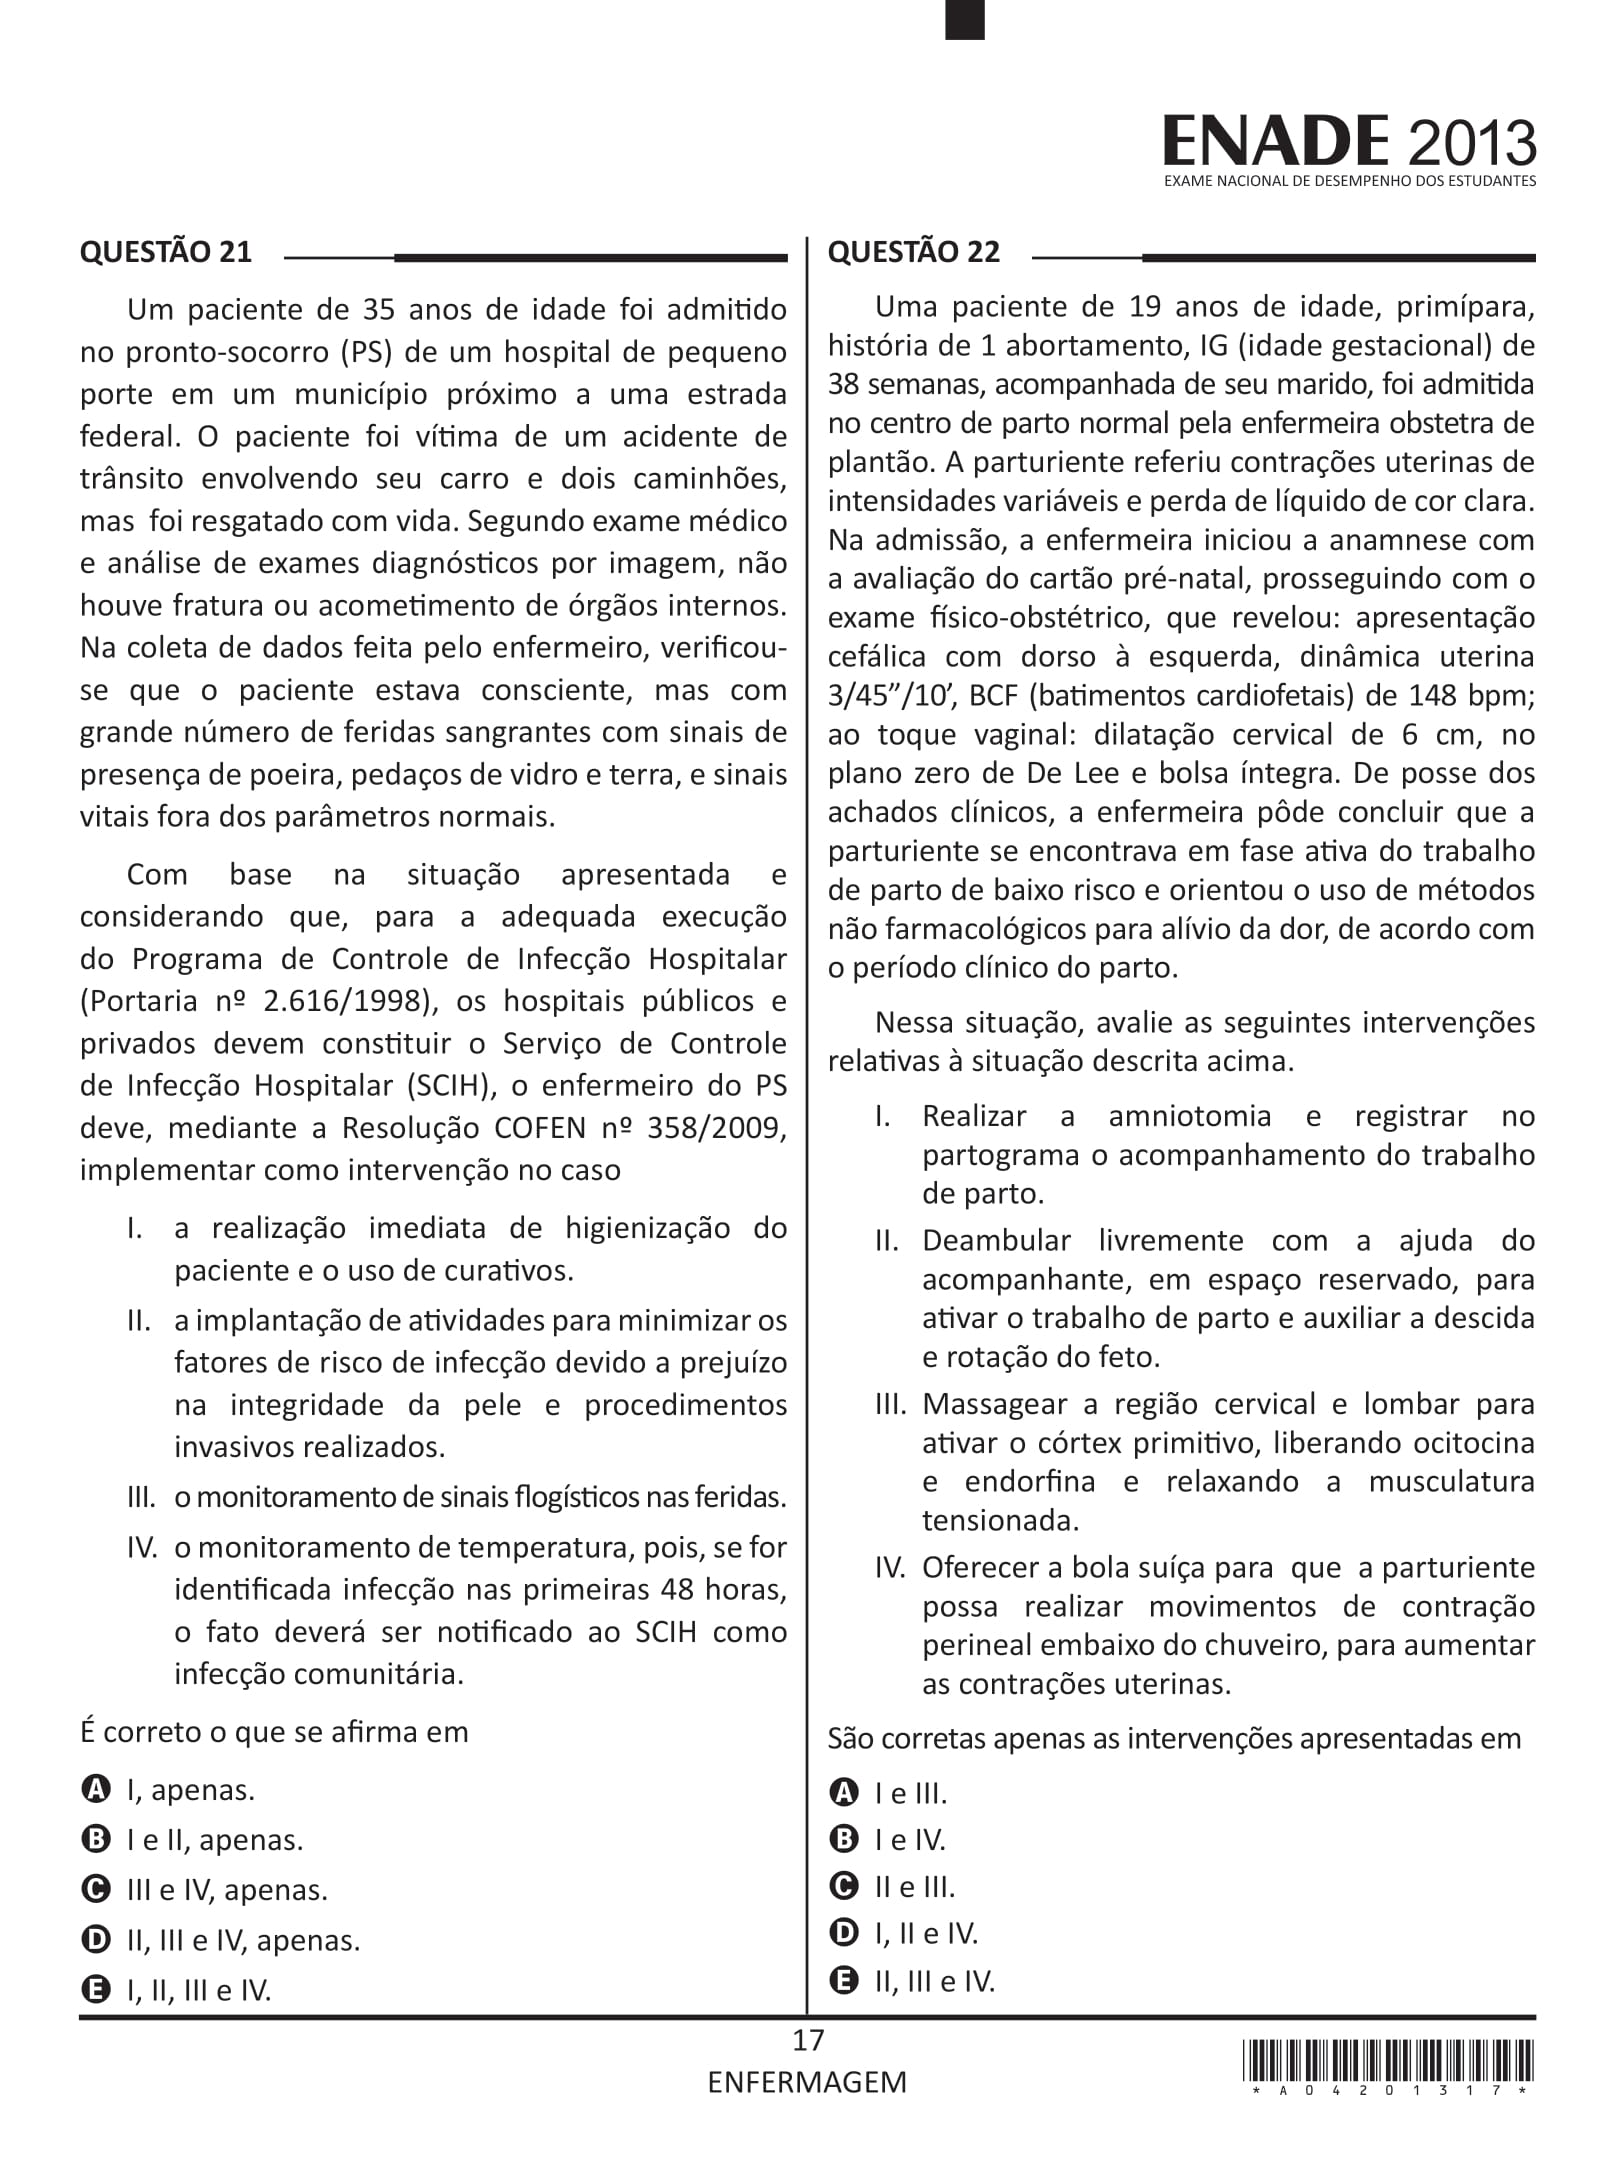 ENADE 2013
EXAME NACIONAL DE DESEMPENHO DOS ESTUDANTES
QUESTÃO 21
Um paciente de 35 anos de idade foi admitido
no pronto-socorro (PS) de um hospital de pequeno
porte em um município próximo a uma estrada
federal. O paciente foi vítima de um acidente de
trânsito envolvendo seu carro e dois caminhões,
mas foi resgatado com vida. Segundo exame médico
e análise de exames diagnósticos por imagem, não
houve fratura ou acometimento de órgãos internos.
Na coleta de dados feita pelo enfermeiro, verificou-
se que o paciente estava consciente, mas com
grande número de feridas sangrantes com sinais de
presença de poeira, pedaços de vidro e terra, e sinais
vitais fora dos parâmetros normais.
Com base na situação apresentada e
considerando que, para a adequada execução
do Programa de Controle de Infecção Hospitalar
(Portaria nº 2.616/1998), os hospitais públicos e
privados devem constituir o Serviço de Controle
de Infecção Hospitalar (SCIH), o enfermeiro do PS
deve, mediante a Resolução COFEN nº 358/2009,
implementar como intervenção no caso
I. a realização imediata de higienização do
paciente e o uso de curativos.
II. a implantação de atividades para minimizar os
fatores de risco de infecção devido a prejuízo
na integridade da pele e procedimentos
invasivos realizados.
III. o monitoramento de sinais flogísticos nas feridas.
IV. o monitoramento de temperatura, pois, se for
identificada infecção nas primeiras 48 horas,
o fato deverá ser notificado ao SCIH como
infecção comunitária.
É correto o que se afirma em
A I, apenas.
B I e II, apenas.
C III e IV, apenas.
D II, III e IV, apenas.
E I, II, III e IV.
QUESTÃO 22
Uma paciente de 19 anos de idade, primípara,
história de 1 abortamento, IG (idade gestacional) de
38 semanas, acompanhada de seu marido, foi admitida
no centro de parto normal pela enfermeira obstetra de
plantão. A parturiente referiu contrações uterinas de
intensidades variáveis e perda de líquido de cor clara.
Na admissão, a enfermeira iniciou a anamnese com
a avaliação do cartão pré-natal, prosseguindo com o
exame físico-obstétrico, que revelou: apresentação
cefálica com dorso à esquerda, dinâmica uterina
3/45”/10’, BCF (batimentos cardiofetais) de 148 bpm;
ao toque vaginal: dilatação cervical de 6 cm, no
plano zero de De Lee e bolsa íntegra. De posse dos
achados clínicos, a enfermeira pôde concluir que a
parturiente se encontrava em fase ativa do trabalho
de parto de baixo risco e orientou o uso de métodos
não farmacológicos para alívio da dor, de acordo com
o período clínico do parto.
Nessa situação, avalie as seguintes intervenções
relativas à situação descrita acima.
I. Realizar a amniotomia e registrar no
partograma o acompanhamento do trabalho
de parto.
II. Deambular livremente com a ajuda do
acompanhante, em espaço reservado, para
ativar o trabalho de parto e auxiliar a descida
e rotação do feto.
III. Massagear a região cervical e lombar para
ativar o córtex primitivo, liberando ocitocina
e endorfina e relaxando a musculatura
tensionada.
IV. Oferecer a bola suíça para que a parturiente
possa realizar movimentos de contração
perineal embaixo do chuveiro, para aumentar
as contrações uterinas.
São corretas apenas as intervenções apresentadas em
A I e III.
B I e IV.
C II e III.
D I, II e IV.
E II, III e IV.
17
ENFERMAGEM
*A04201317*